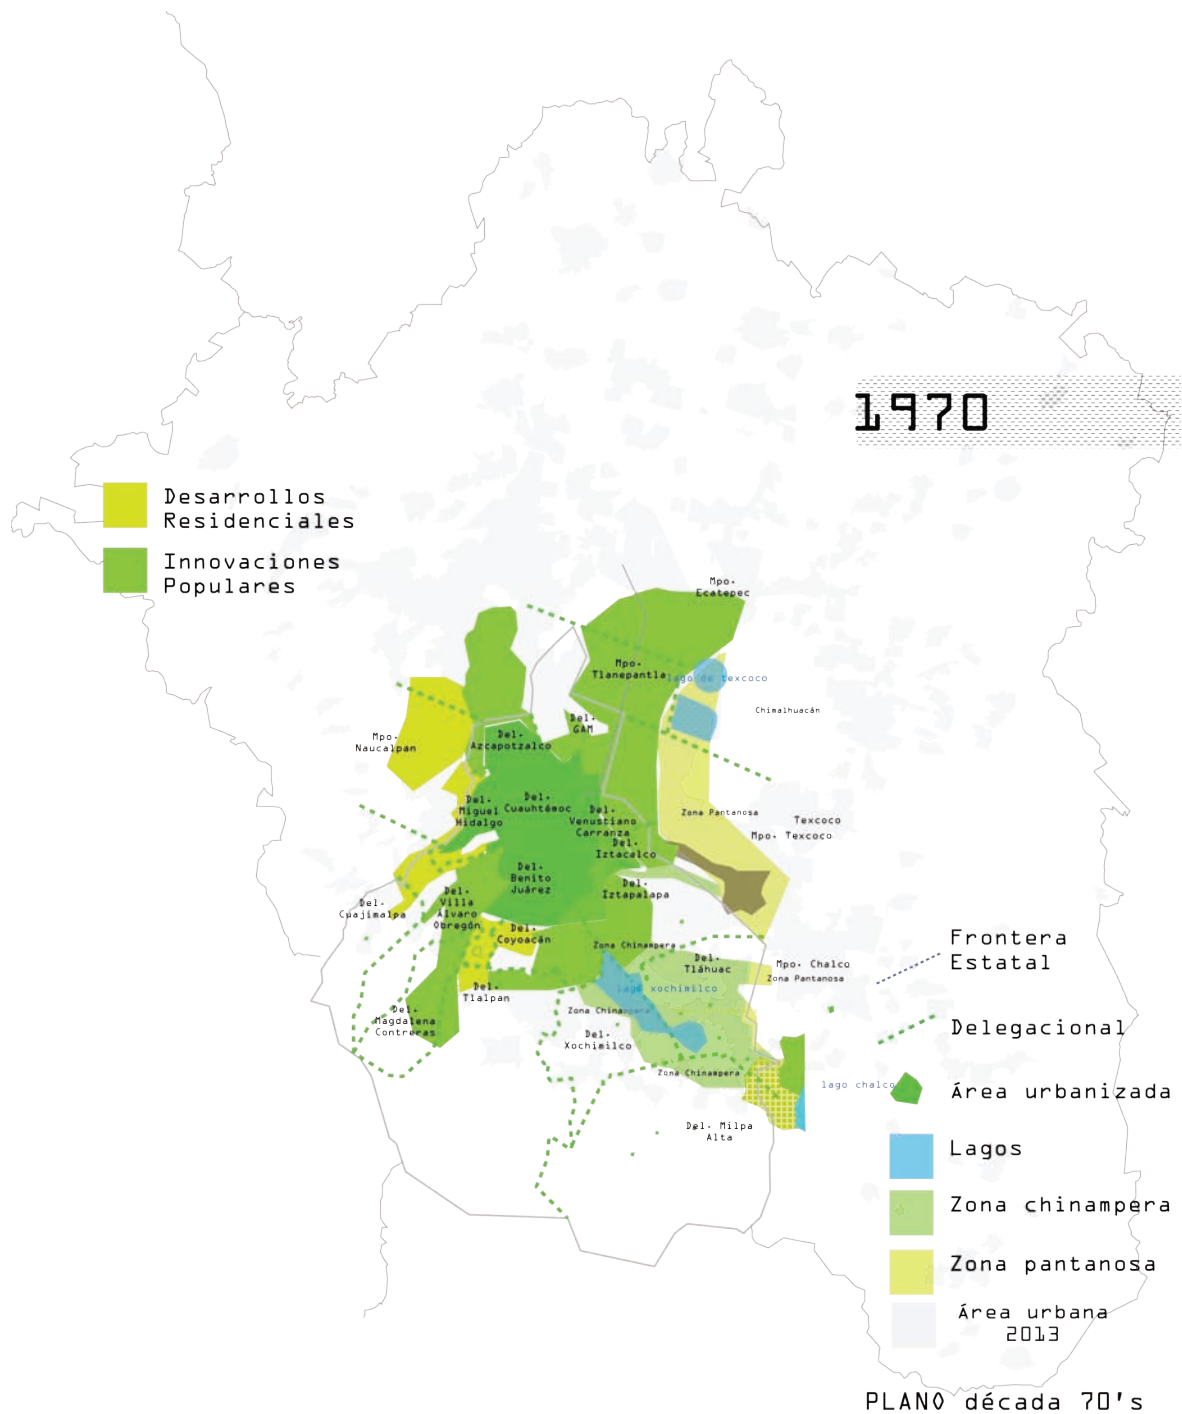 1970
Desarrollos
Residenciales
Innovaciones
Populares
Mpo.
Ecatepec
Mpo.
Tlanepantla
lago de texcoco
Chimalhuacán
Del.
GAM
Del.
Azcapotzalco
Mpo.
Naucalpan
Del.
Miguel
Hidalgo
Del.
Cuauhtémoc
Del.
Venustiano
Carranza
Zona Pantanosa
Texcoco
Mpo. Texcoco
Del.
Iztacalco
Del.
Benito
Juárez
Del.
Iztapalapa
Del.
Cuajimalpa
Del.
Villa
Álvaro
Obregón
Del.
Coyoacán
Zona Chinampera
Del.
Tláhuac
Mpo. Chalco
Zona Pantanosa
Del.
Tlalpan
lago xochimilco
Zona Chinampera
Del.
Magdalena
Contreras
Del.
Xochimilco
Zona Chinampera
lago chalco
Del. Milpa
Alta
Frontera
Estatal
Delegacional
Área urbanizada
Lagos
Zona chinampera
Zona pantanosa
Área urbana
2013
PLANO década 70's